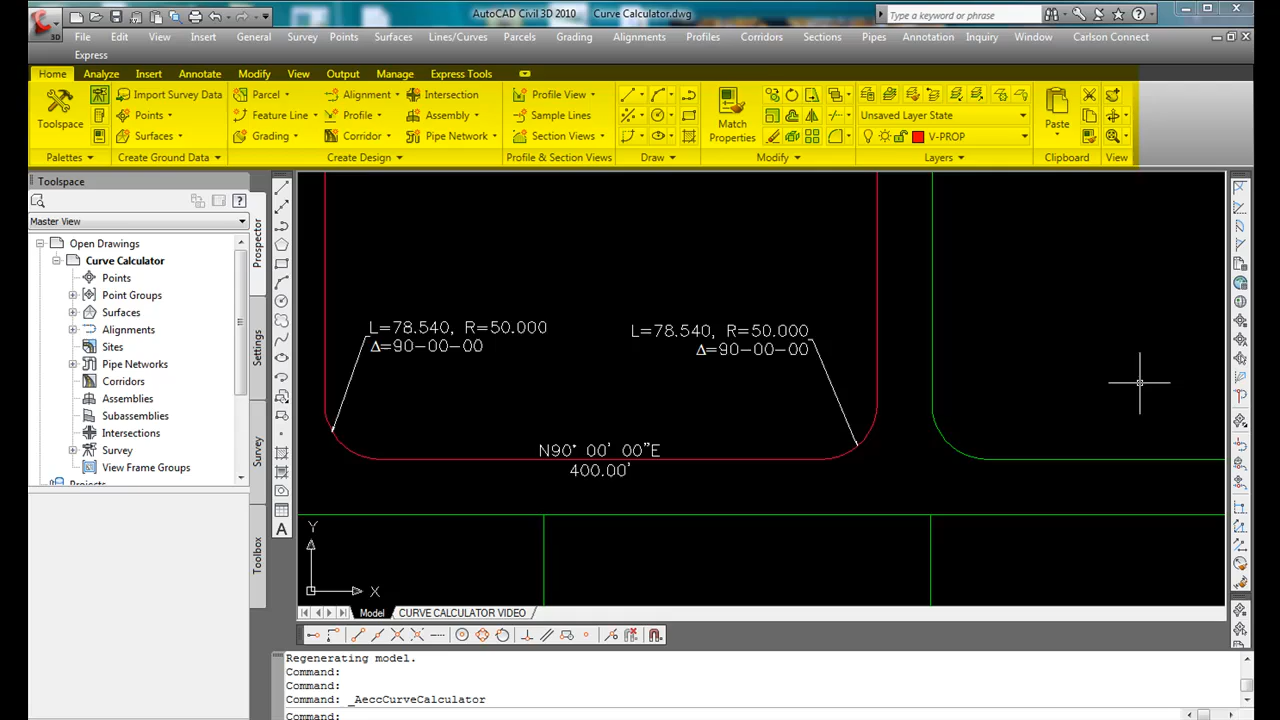 AutoCAD Civil 3D 2010 Curve Calculator.dwg Type a keyword or phrase
3D
File Edit View Insert General Survey Points Surfaces Lines/Curves Parcels Grading Alignments Profiles Corridors Sections Pipes Annotation Inquiry Window Carlson Connect
Express
Home Analyze Insert Annotate Modify View Output Manage Express Tools
Import Survey Data Parcel Alignment Intersection Profile View
Toolspace Points Feature Line Profile Assembly Sample Lines Match Properties Unsaved Layer State Paste
Surfaces Grading Corridor Pipe Network Section Views V-PROP
Palettes Create Ground Data Create Design Profile & Section Views Draw Modify Layers Clipboard View
Toolspace
Master View
Open Drawings
Curve Calculator
Points
Point Groups
Surfaces
Alignments
Sites
Pipe Networks
Corridors
Assemblies
Subassemblies
Intersections
Survey
View Frame Groups
Projects
Prospector
Settings
Survey
Toolbox
A
L=78.540, R=50.000
Δ=90-00-00
L=78.540, R=50.000
Δ=90-00-00
N90° 00' 00"E
400.00'
Y
X
Model CURVE CALCULATOR VIDEO
Regenerating model.
Command:
Command:
Command: _AeccCurveCalculator
Command: